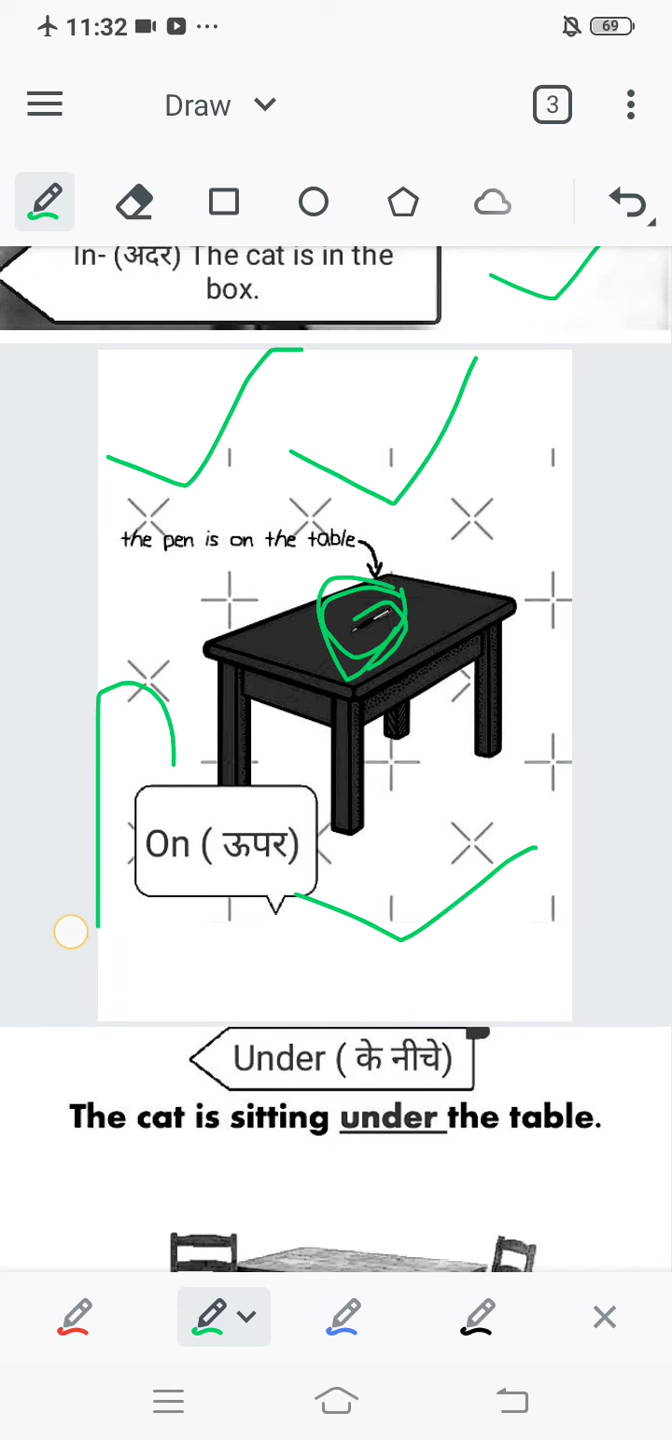 11:32
69
Draw
3
In- (अंदर) The cat is in the
box.
the pen is on the table
On ( ऊपर)
Under ( के नीचे)
The cat is sitting under the table.